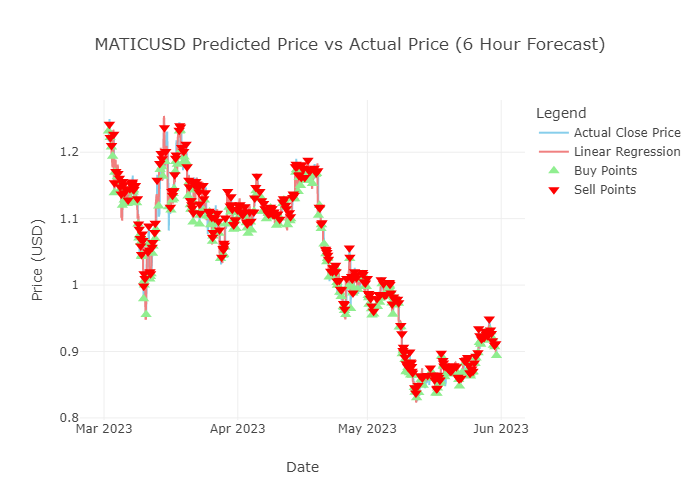 MATICUSD Predicted Price vs Actual Price (6 Hour Forecast)
Legend
Actual Close Price
Linear Regression
Buy Points
Sell Points
Price (USD)
1.2
1.1
1
0.9
0.8
Mar 2023
Apr 2023
May 2023
Jun 2023
Date